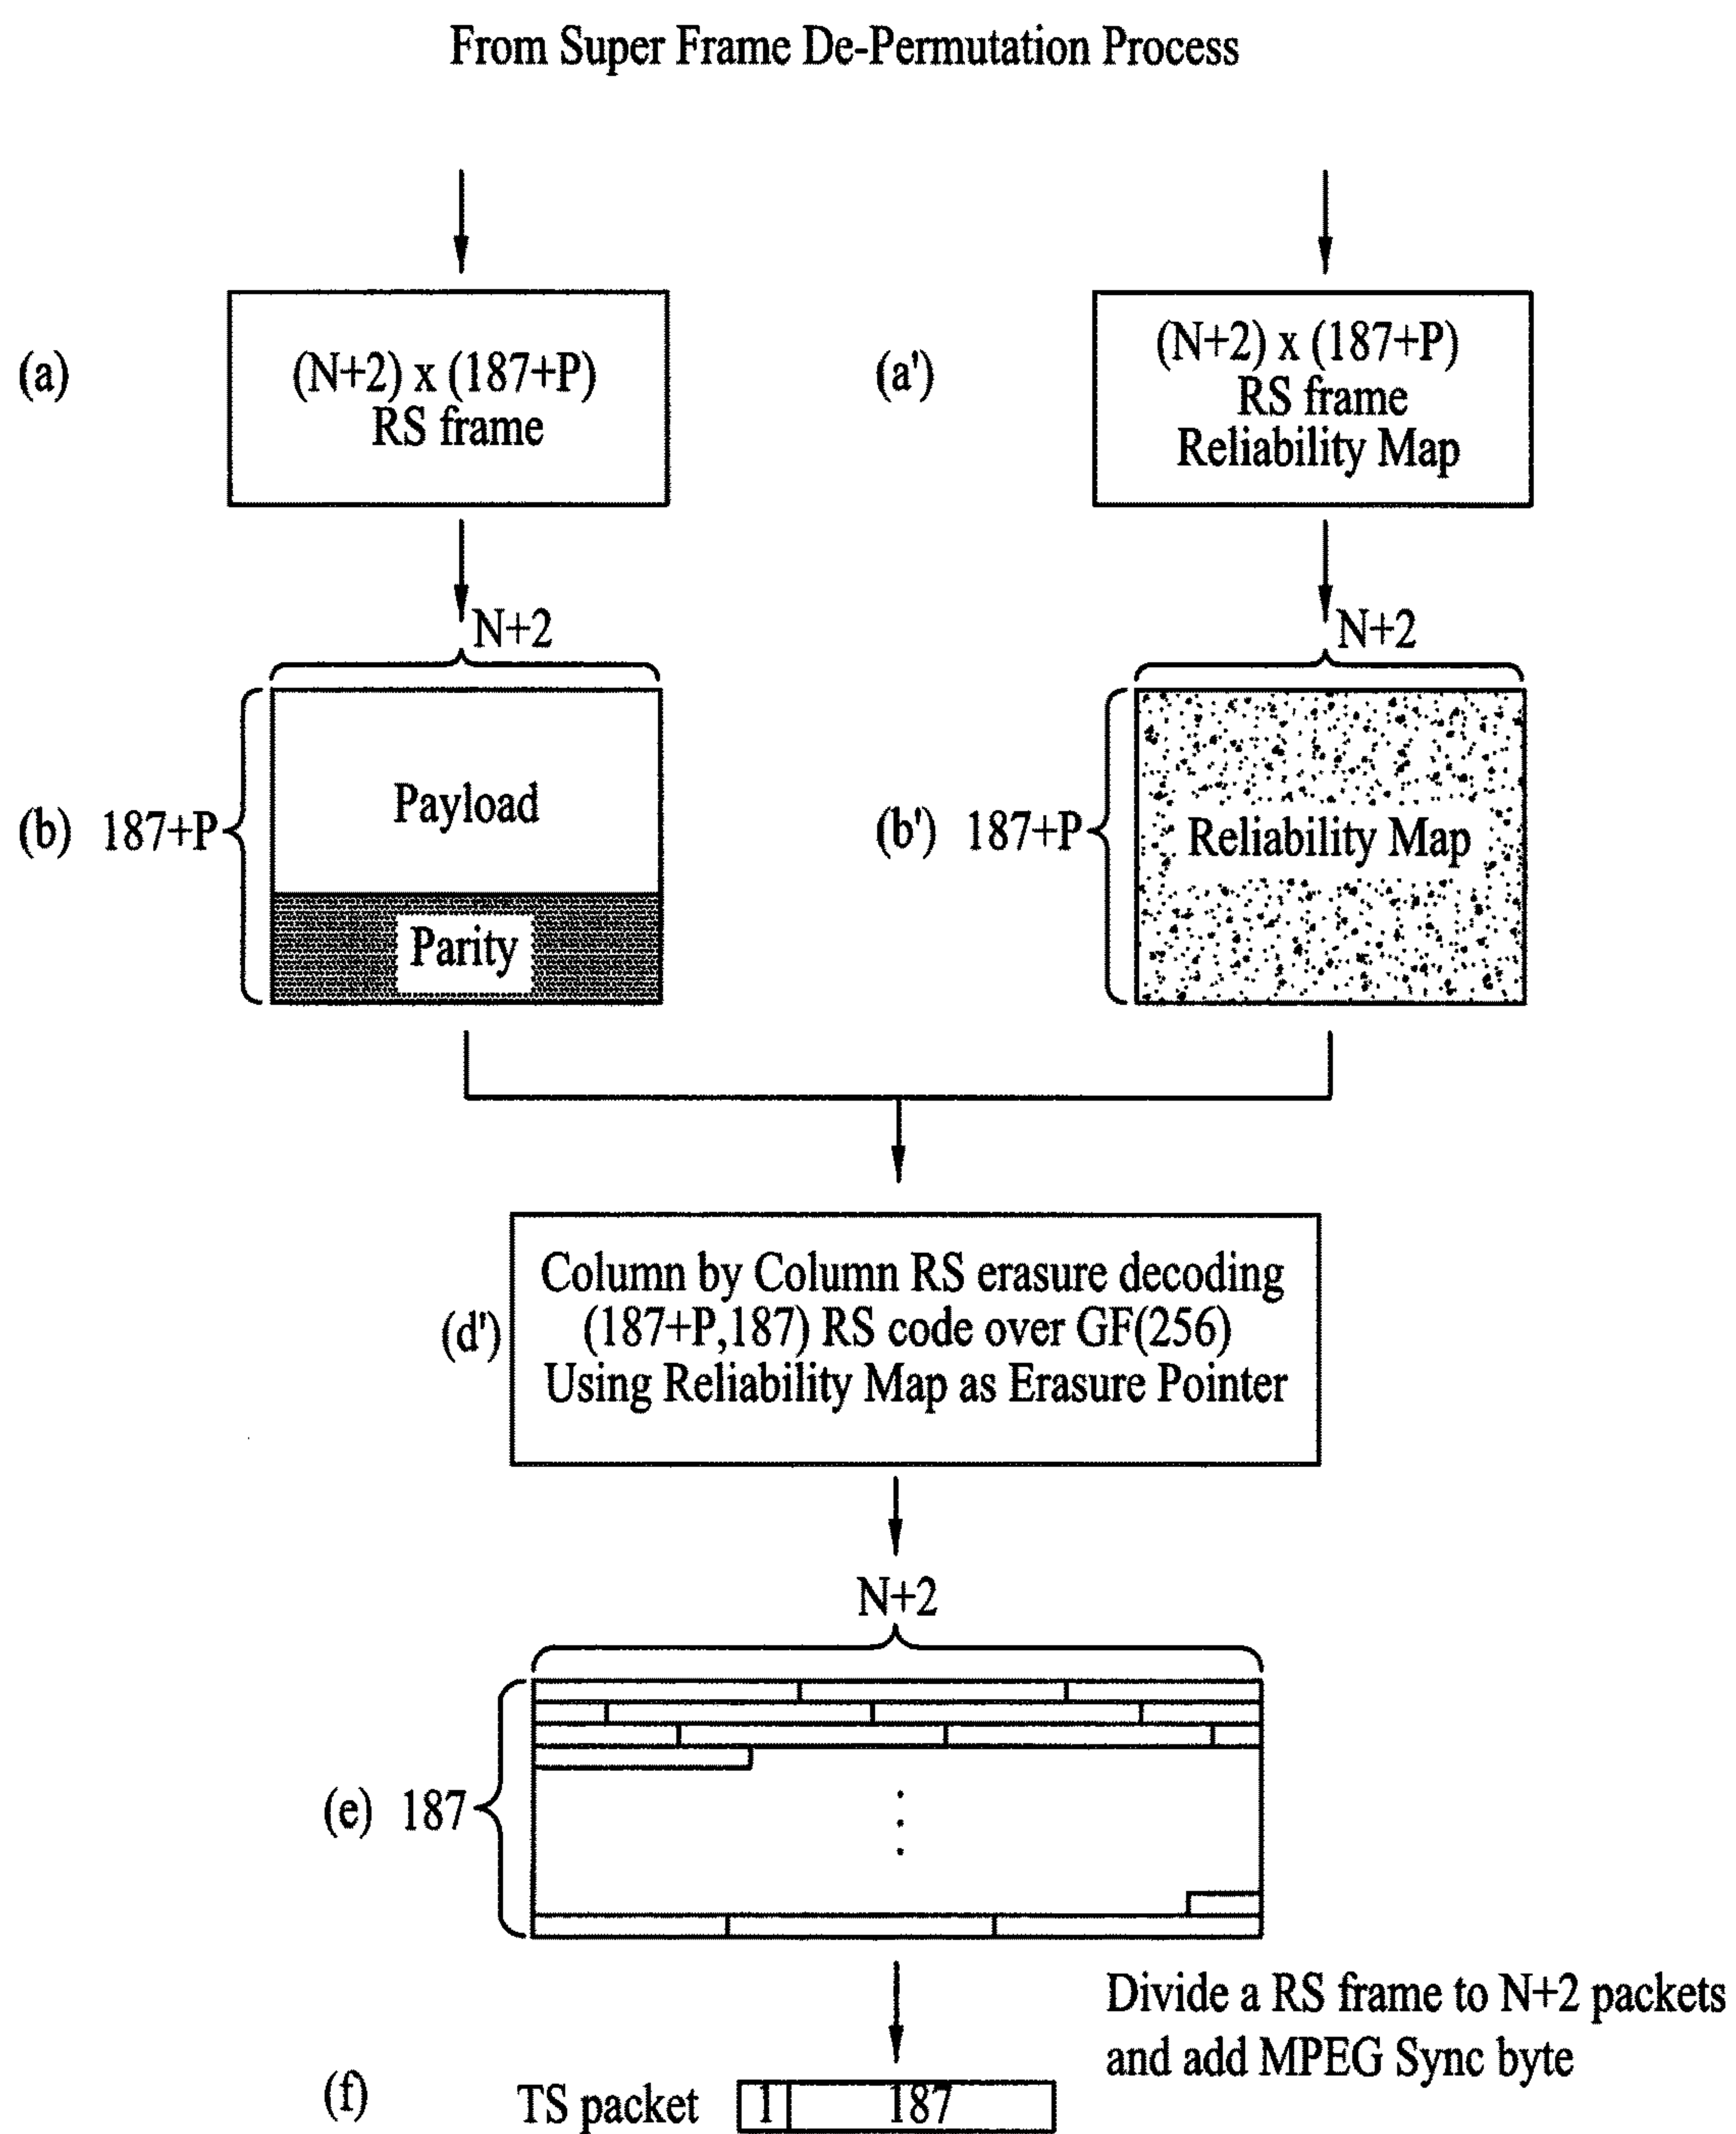 From Super Frame De-Permutation Process
(a)
(N+2) x (187+P)
RS frame
(a')
(N+2) x (187+P)
RS frame
Reliability Map
N+2
N+2
(b) 187+P
Payload
Parity
(b') 187+P
Reliability Map
(d')
Column by Column RS erasure decoding
(187+P,187) RS code over GF(256)
Using Reliability Map as Erasure Pointer
N+2
(e) 187
Divide a RS frame to N+2 packets
and add MPEG Sync byte
(f) TS packet 1 187